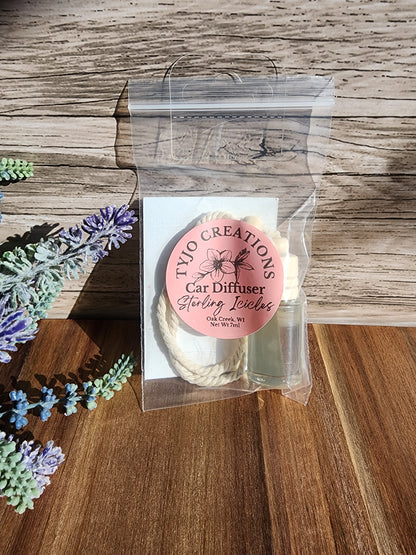 TYJO CREATIONS
Car Diffuser
Sterling Icicles
Oak Creek, WI
Net Wt 7ml